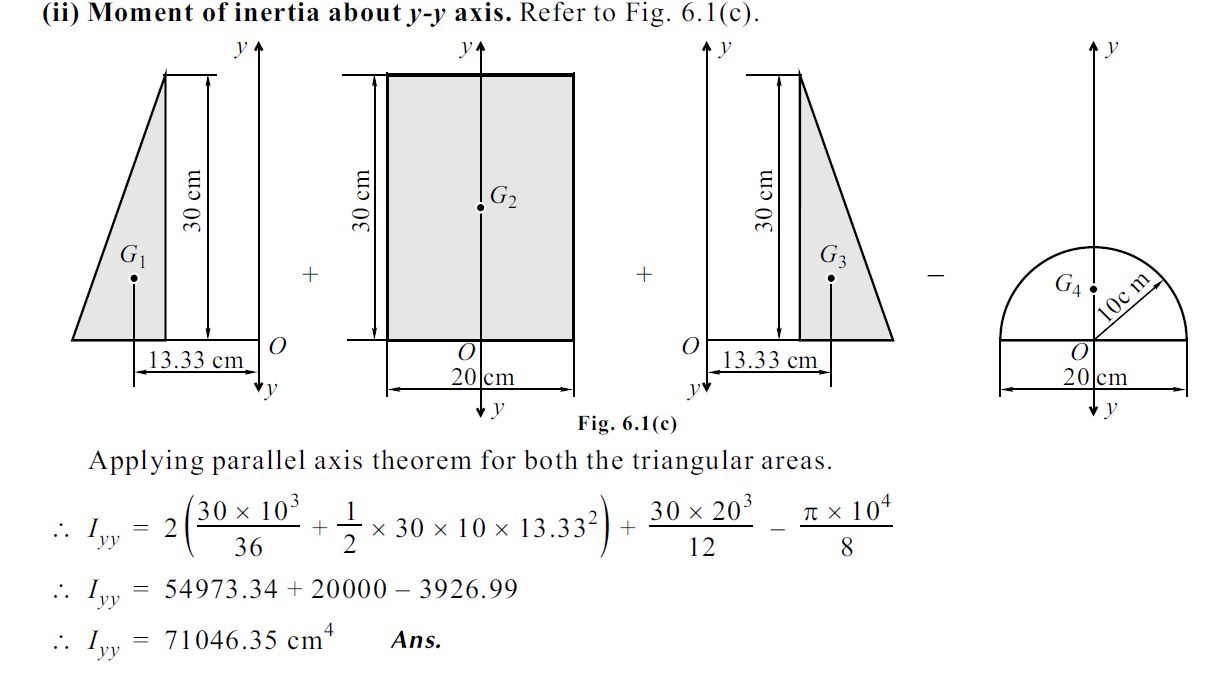 (ii) Moment of inertia about y-y axis. Refer to Fig. 6.1(c).
y y y y
30 cm 30 cm 30 cm
G₁ G₂ G₃ G₄ 10c m
+ + −
O O O O
13.33 cm 20 cm 13.33 cm 20 cm
y y y y
Fig. 6.1(c)
Applying parallel axis theorem for both the triangular areas.
∴ I_yy = 2(30 × 10³/36 + 1/2 × 30 × 10 × 13.33²) + 30 × 20³/12 − π × 10⁴/8
∴ I_yy = 54973.34 + 20000 – 3926.99
∴ I_yy = 71046.35 cm⁴ Ans.